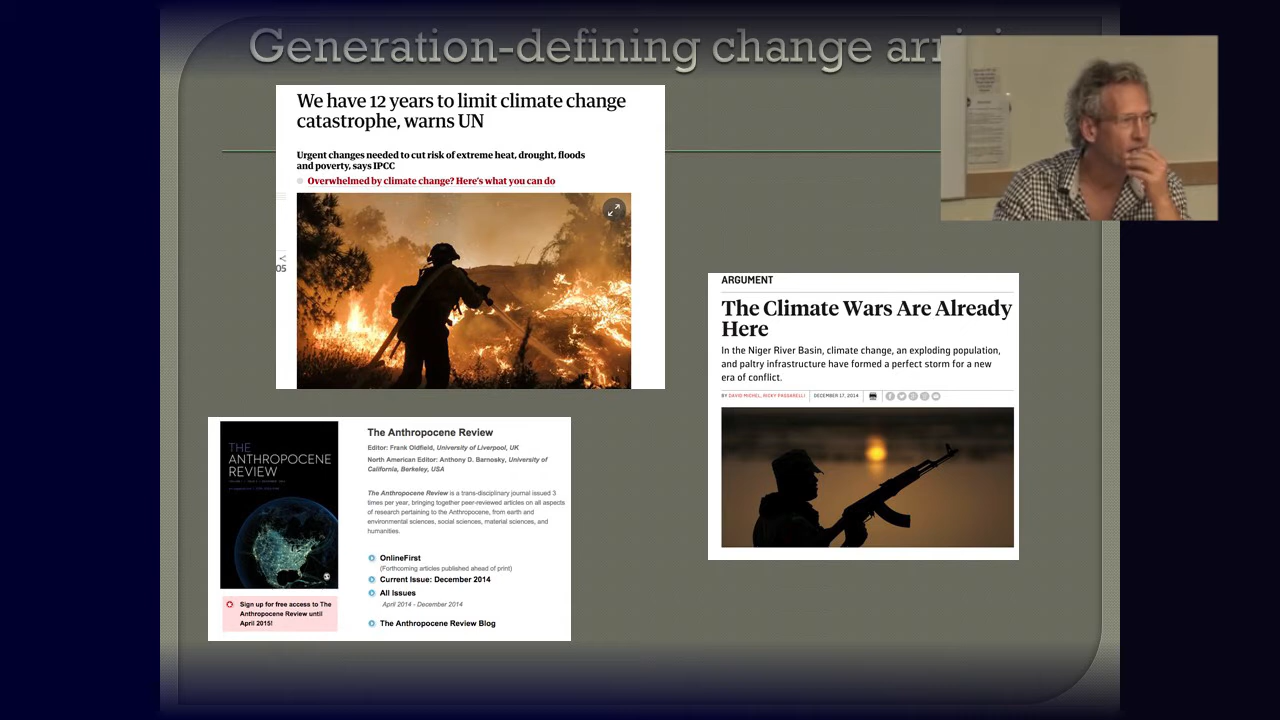 Generation-defining change
We have 12 years to limit climate change
catastrophe, warns UN
Urgent changes needed to cut risk of extreme heat, drought, floods
and poverty, says IPCC
Overwhelmed by climate change? Here's what you can do
05
ARGUMENT
The Climate Wars Are Already
Here
In the Niger River Basin, climate change, an exploding population,
and paltry infrastructure have formed a perfect storm for a new
era of conflict.
BY DAVID MICHEL, RICKY PASSARELLI DECEMBER 17, 2014
THE
ANTHROPOCENE
REVIEW
The Anthropocene Review
Editor: Frank Oldfield, University of Liverpool, UK
North American Editor: Anthony D. Barnosky, University of
California, Berkeley, USA
The Anthropocene Review is a trans-disciplinary journal issued 3
times per year, bringing together peer-reviewed articles on all aspects
of research pertaining to the Anthropocene, from earth and
environmental sciences, social sciences, material sciences, and
humanities.
OnlineFirst
(Forthcoming articles published ahead of print)
Current Issue: December 2014
All Issues
April 2014 - December 2014
The Anthropocene Review Blog
Sign up for free access to The
Anthropocene Review until
April 2015!